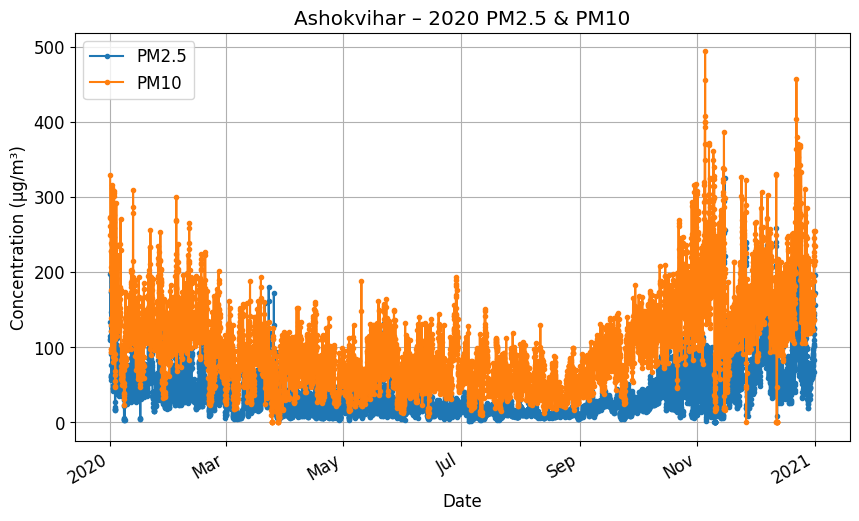 Ashokvihar – 2020 PM2.5 & PM10
PM2.5
PM10
500
400
300
200
100
0
Concentration (µg/m³)
2020
Mar
May
Jul
Sep
Nov
2021
Date